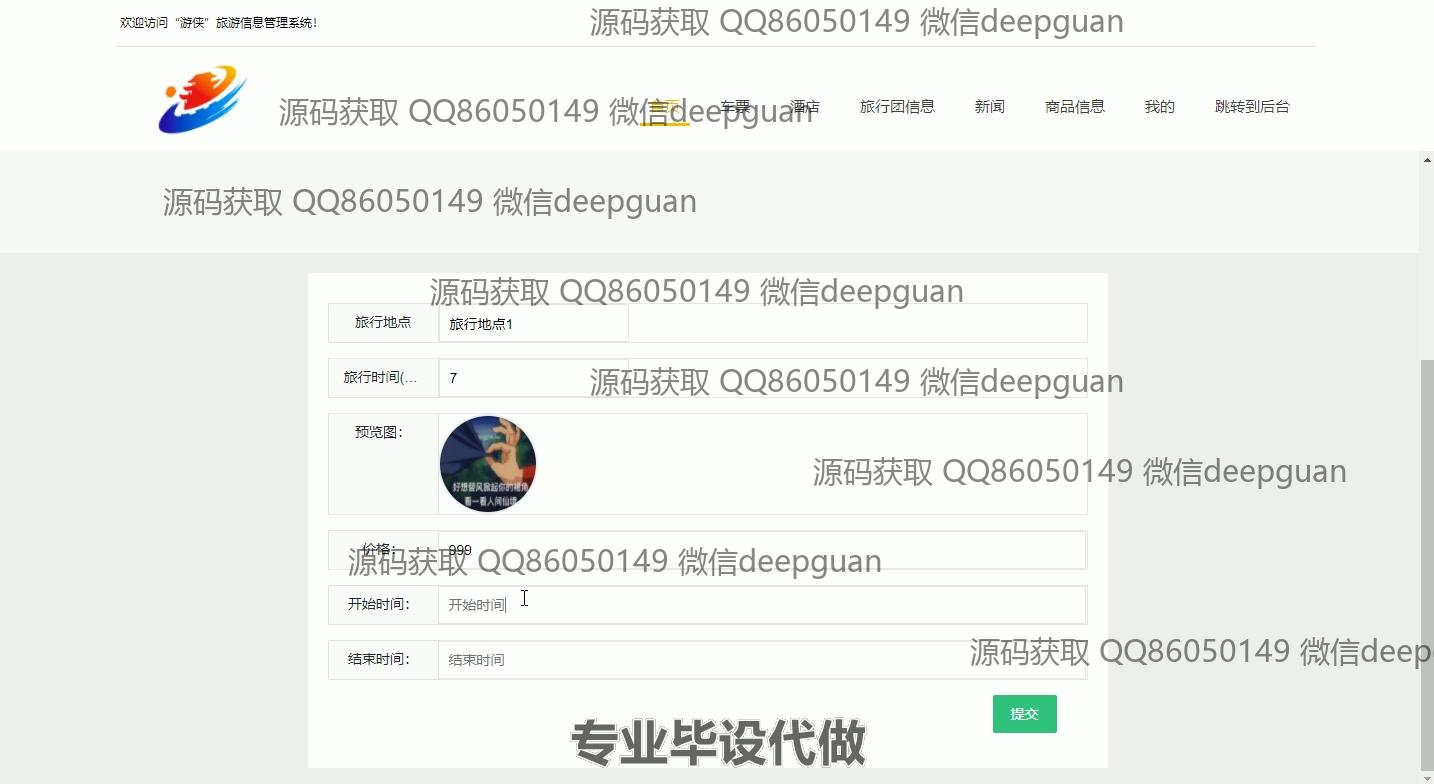 欢迎访问“游侠”旅游信息管理系统!
源码获取 QQ86050149 微信deepguan
首页 车票 酒店 旅行团信息 新闻 商品信息 我的 跳转到后台
源码获取 QQ86050149 微信deepguan
源码获取 QQ86050149 微信deepguan
源码获取 QQ86050149 微信deepguan
旅行地点 旅行地点1
旅行时间(... 7
源码获取 QQ86050149 微信deepguan
预览图:
好想替风掀起你的裙角
看一看人间仙境
源码获取 QQ86050149 微信deepguan
价格: 999
源码获取 QQ86050149 微信deepguan
开始时间: 开始时间
结束时间: 结束时间
源码获取 QQ86050149 微信deep
提交
专业毕设代做